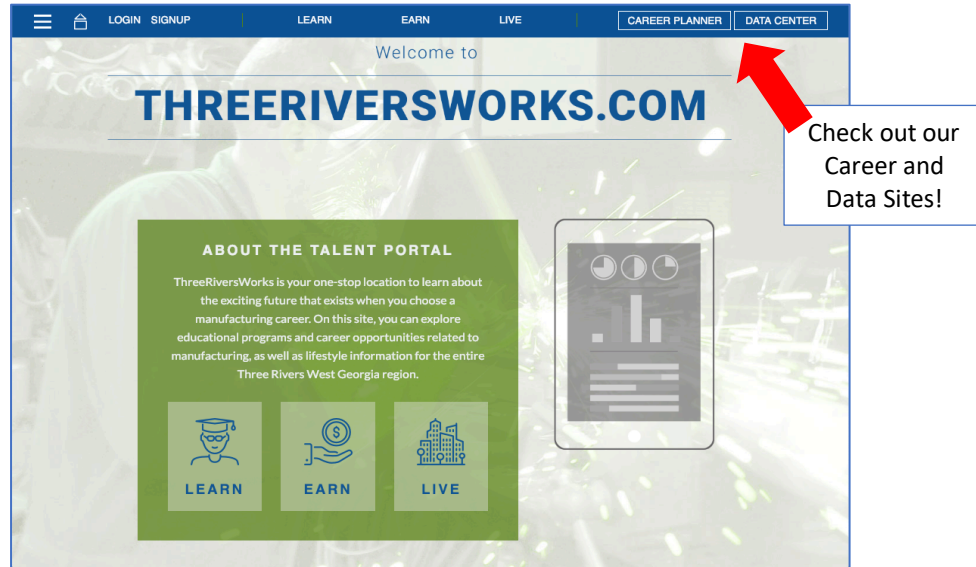 LOGIN SIGNUP LEARN EARN LIVE CAREER PLANNER DATA CENTER
Welcome to
THREERIVERSWORKS.COM
Check out our
Career and
Data Sites!
ABOUT THE TALENT PORTAL
ThreeRiversWorks is your one-stop location to learn about
the exciting future that exists when you choose a
manufacturing career. On this site, you can explore
educational programs and career opportunities related to
manufacturing, as well as lifestyle information for the entire
Three Rivers West Georgia region.
$
LEARN EARN LIVE